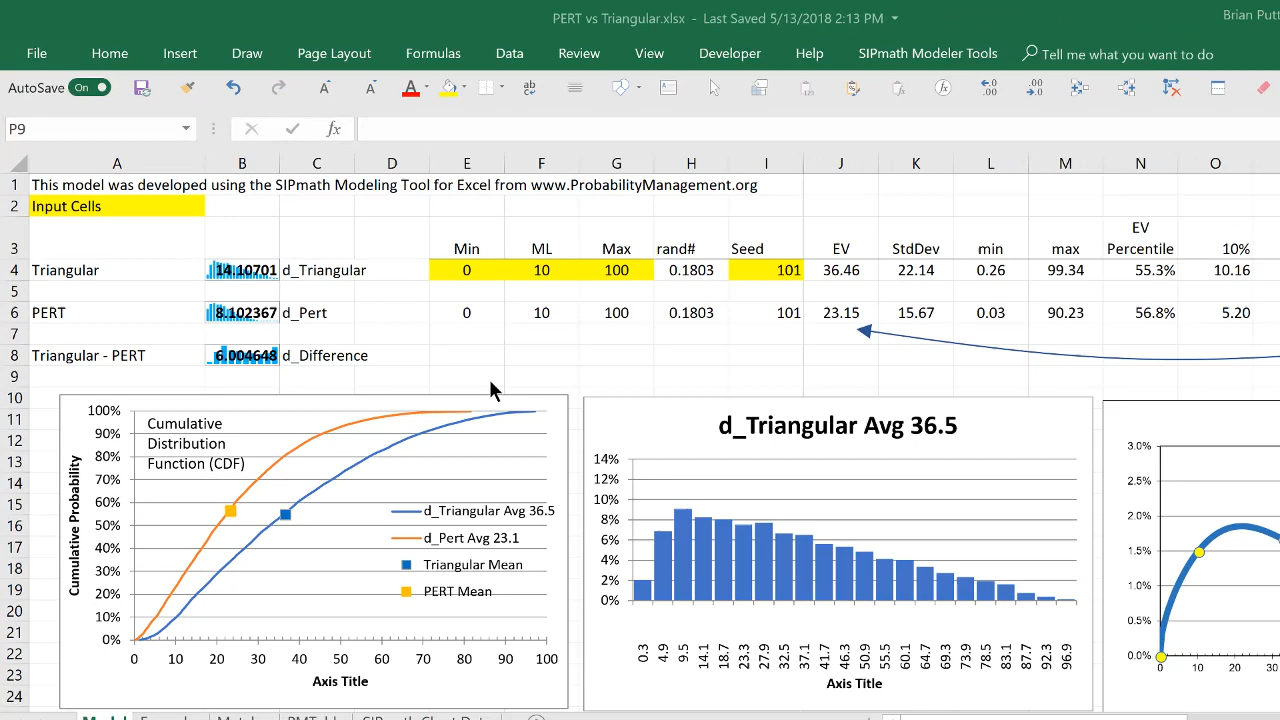 PERT vs Triangular.xlsx - Last Saved 5/13/2018 2:13 PM
Brian Putt
File Home Insert Draw Page Layout Formulas Data Review View Developer Help SIPmath Modeler Tools Tell me what you want to do
AutoSave On
P9 fx
A B C D E F G H I J K L M N O
1 This model was developed using the SIPmath Modeling Tool for Excel from www.ProbabilityManagement.org
2 Input Cells
EV
3 Min ML Max rand# Seed EV StdDev min max Percentile 10%
4 Triangular 14.10701 d_Triangular 0 10 100 0.1803 101 36.46 22.14 0.26 99.34 55.3% 10.16
5
6 PERT 8.102367 d_Pert 0 10 100 0.1803 101 23.15 15.67 0.03 90.23 56.8% 5.20
7
8 Triangular - PERT 6.004648 d_Difference
9
10
11
12
13
14
15
16
17
18
19
20
21
22
23
24
Cumulative
Distribution
Function (CDF)
Cumulative Probability
100%
90%
80%
70%
60%
50%
40%
30%
20%
10%
0%
d_Triangular Avg 36.5
d_Pert Avg 23.1
Triangular Mean
PERT Mean
0 10 20 30 40 50 60 70 80 90 100
Axis Title
d_Triangular Avg 36.5
14%
12%
10%
8%
6%
4%
2%
0%
0.3 4.9 9.5 14.1 18.7 23.3 27.9 32.5 37.1 41.7 46.3 50.9 55.5 60.1 64.7 69.3 73.9 78.5 83.1 87.7 92.3 96.9
Axis Title
3.0%
2.5%
2.0%
1.5%
1.0%
0.5%
0.0%
0 10 20 30